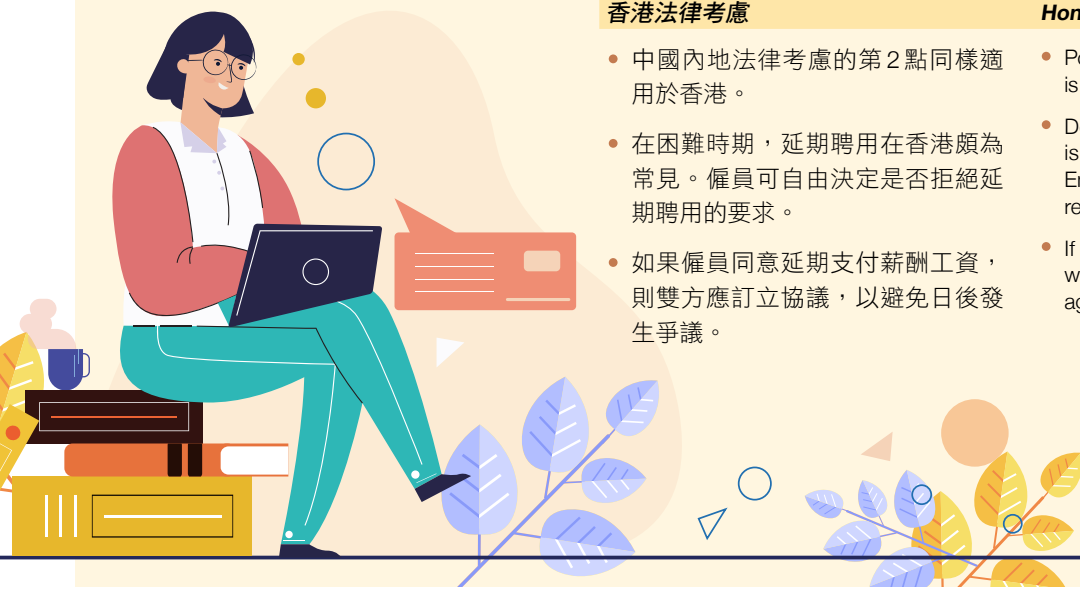 香港法律考慮
• 中國內地法律考慮的第2點同樣適
用於香港。
• 在困難時期，延期聘用在香港頗為
常見。僱員可自由決定是否拒絕延
期聘用的要求。
• 如果僱員同意延期支付薪酬工資，
則雙方應訂立協議，以避免日後發
生爭議。
• If
is
is